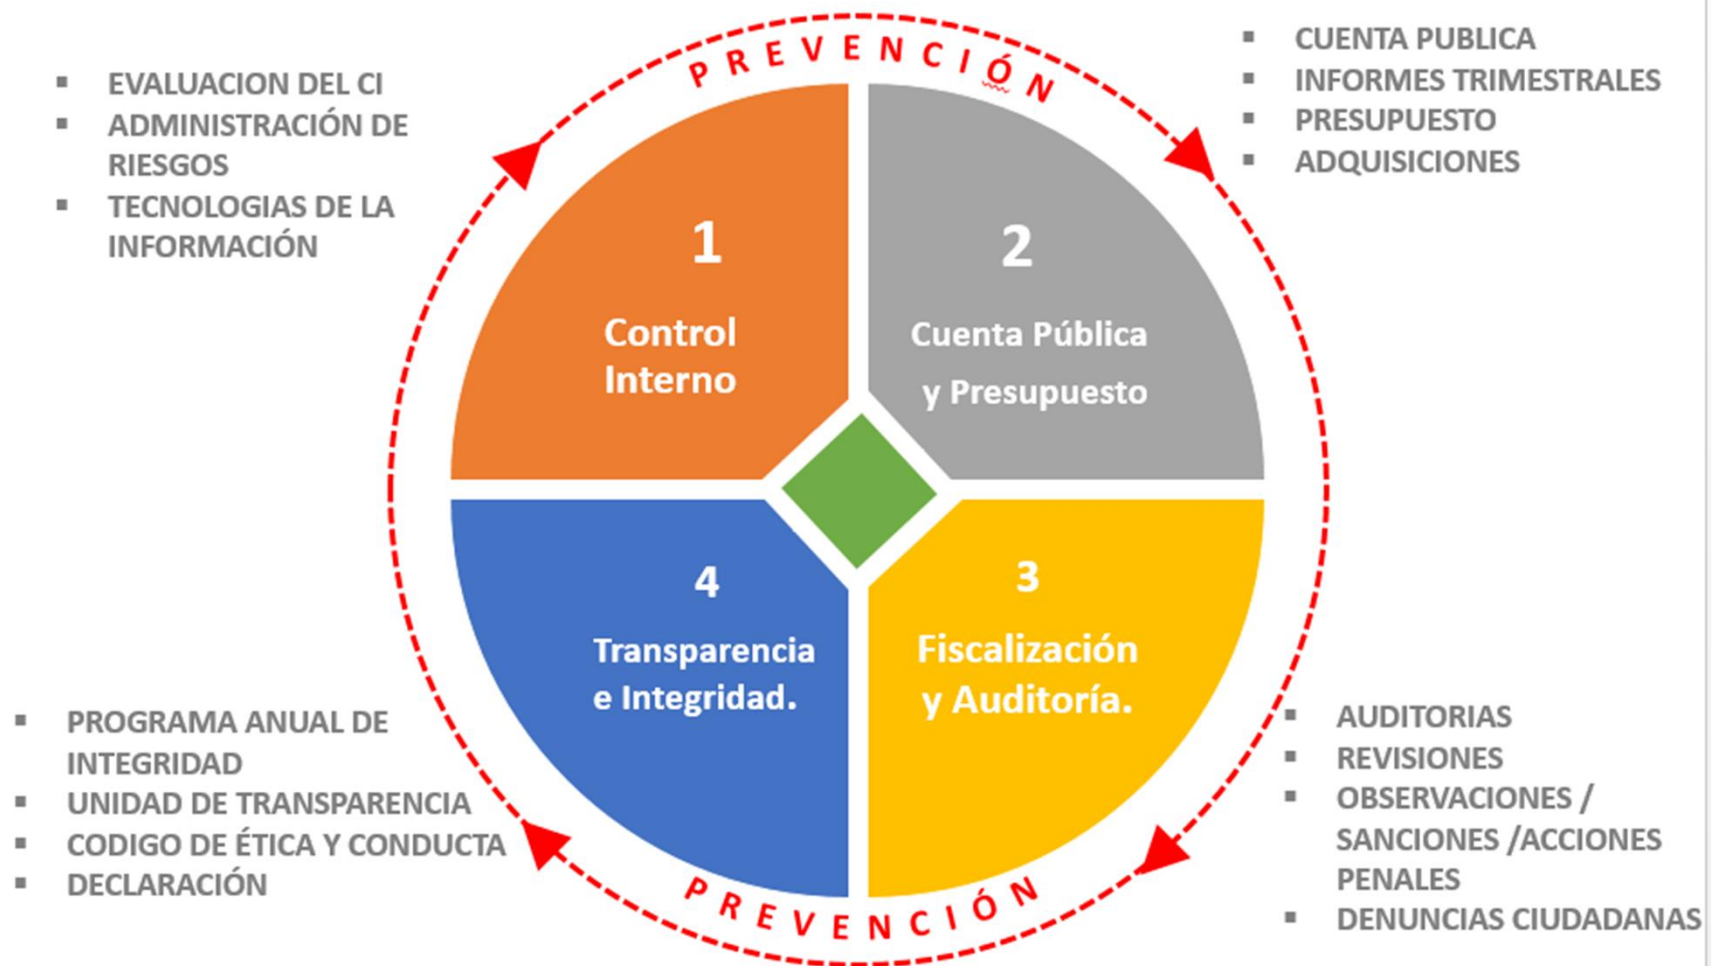 PREVENCIÓN
▪ EVALUACION DEL CI
▪ ADMINISTRACIÓN DE
RIESGOS
▪ TECNOLOGIAS DE LA
INFORMACIÓN
▪ CUENTA PUBLICA
▪ INFORMES TRIMESTRALES
▪ PRESUPUESTO
▪ ADQUISICIONES
1
Control
Interno
2
Cuenta Pública
y Presupuesto
4
Transparencia
e Integridad.
3
Fiscalización
y Auditoría.
▪ PROGRAMA ANUAL DE
INTEGRIDAD
▪ UNIDAD DE TRANSPARENCIA
▪ CODIGO DE ÉTICA Y CONDUCTA
▪ DECLARACIÓN
▪ AUDITORIAS
▪ REVISIONES
▪ OBSERVACIONES /
SANCIONES /ACCIONES
PENALES
▪ DENUNCIAS CIUDADANAS
PREVENCIÓN